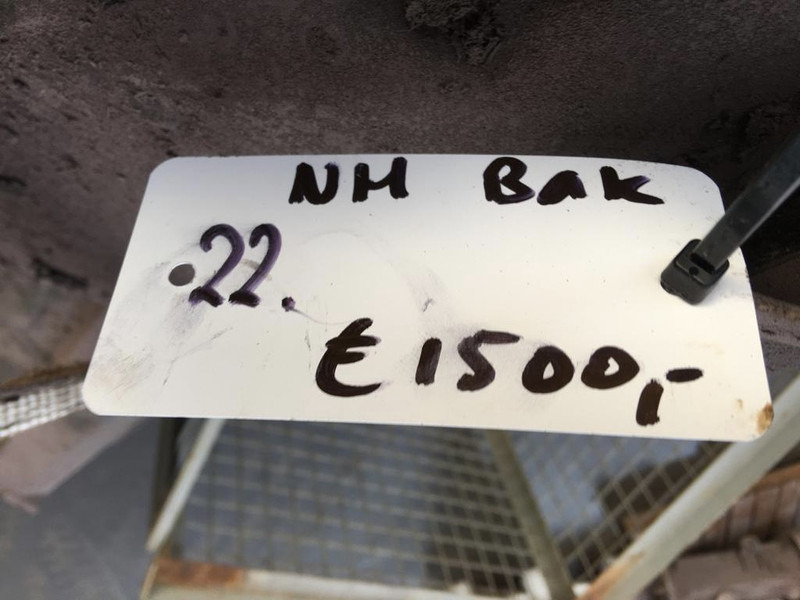 NH Bak
22.
€1500,-